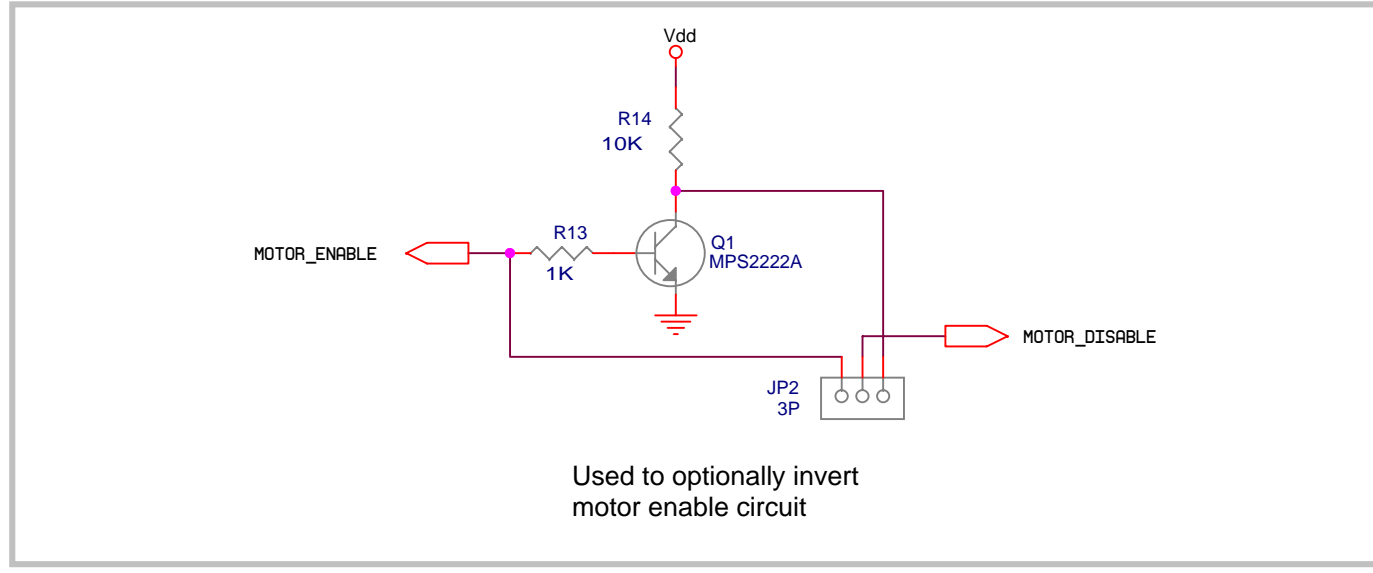 Vdd
R14
10K
MOTOR_ENABLE
R13
1K
Q1
MPS2222A
MOTOR_DISABLE
JP2
3P
Used to optionally invert
motor enable circuit